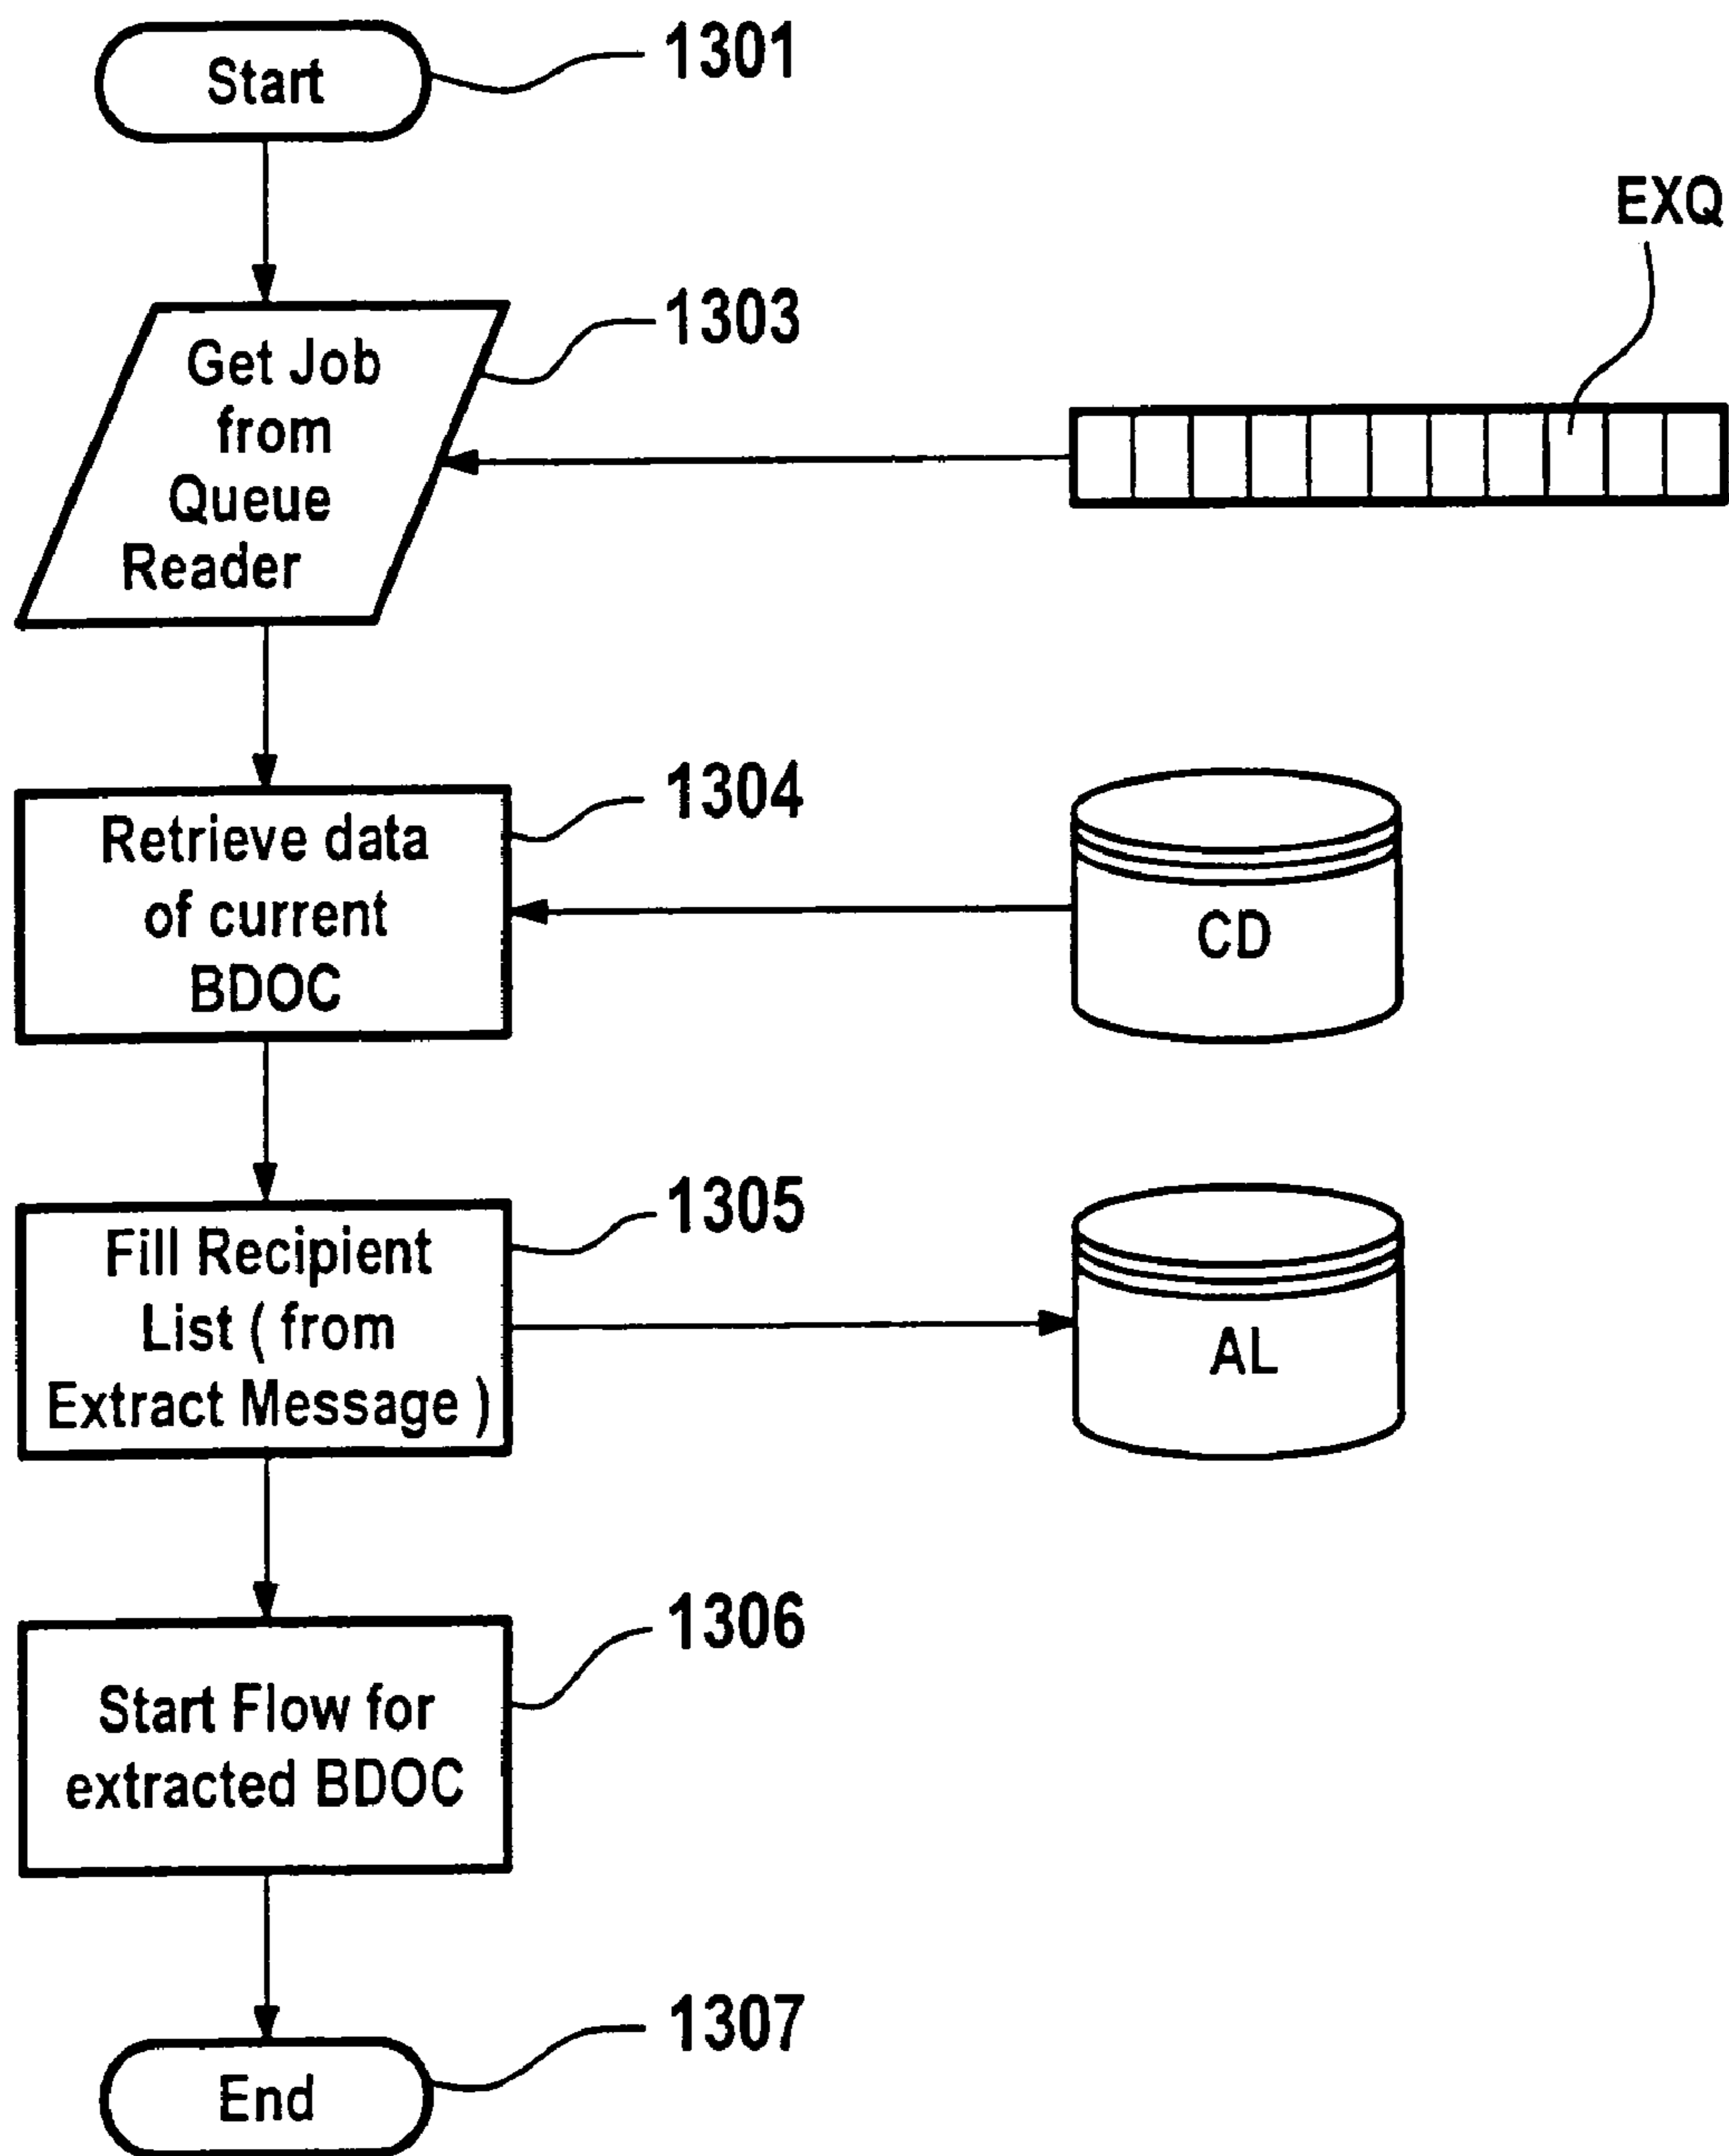 Start
1301
EXQ
Get Job
from
Queue
Reader
1303
Retrieve data
of current
BDOC
1304
CD
Fill Recipient
List ( from
Extract Message )
1305
AL
Start Flow for
extracted BDOC
1306
End
1307